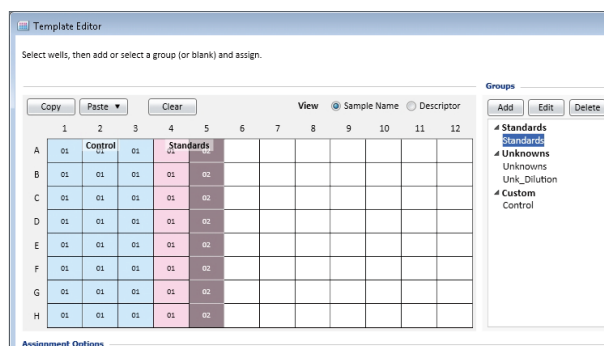 Template Editor
Select wells, then add or select a group (or blank) and assign.
Groups
Copy Paste Clear View Sample Name Descriptor
Add Edit Delete
1 2 3 4 5 6 7 8 9 10 11 12
Control Standards
A 01 01 01 01 02
B 01 01 01 01 02
C 01 01 01 01 02
D 01 01 01 01 02
E 01 01 01 01 02
F 01 01 01 01 02
G 01 01 01 01 02
H 01 01 01 01 02
Standards
Standards
Unknowns
Unknowns
Unk_Dilution
Custom
Control
Assignment Options